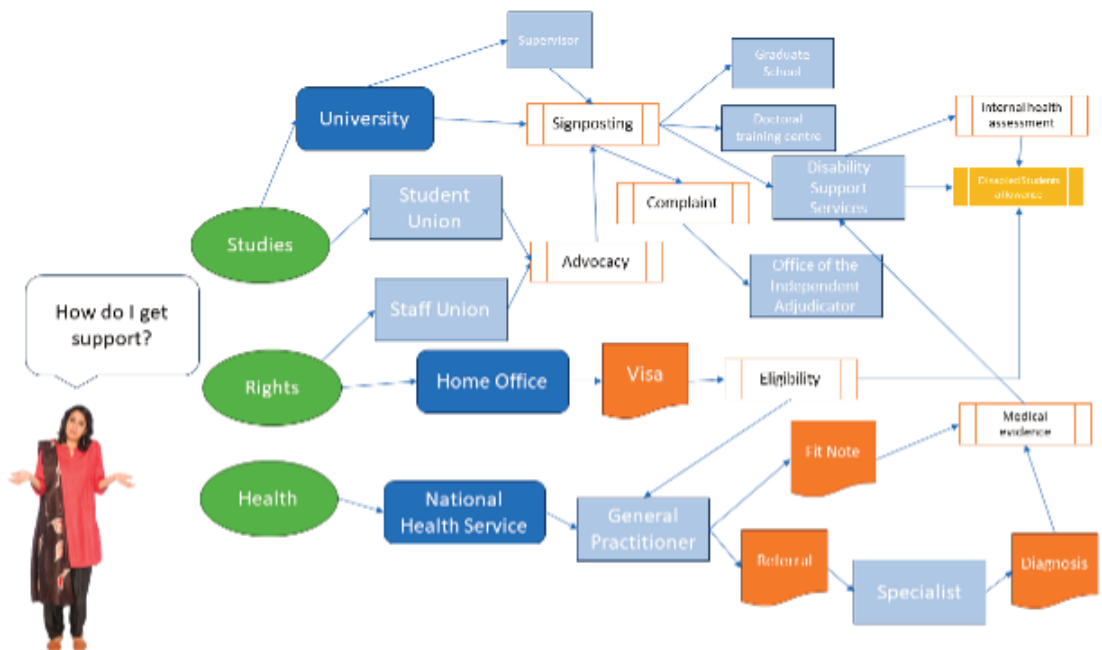 Supervisor
Graduate
School
University
Signposting
Doctoral
training centre
Internal health
assessment
Disability
Support
Services
Disabled Students
allowance
Student
Union
Complaint
Studies
Advocacy
Office of the
Independent
Adjudicator
Staff Union
How do I get
support?
Rights
Home Office
Visa
Eligibility
Medical
evidence
Fit Note
Health
National
Health Service
General
Practitioner
Referral
Specialist
Diagnosis